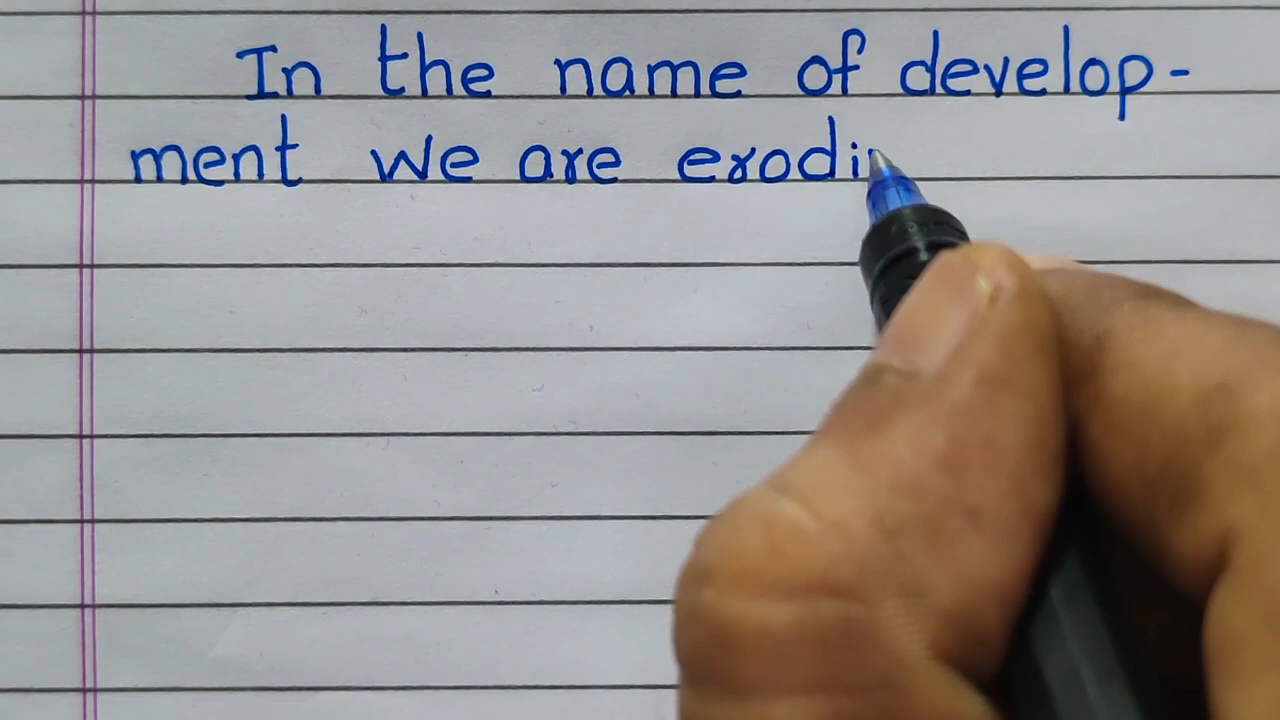 In the name of develop-
ment we are erodi